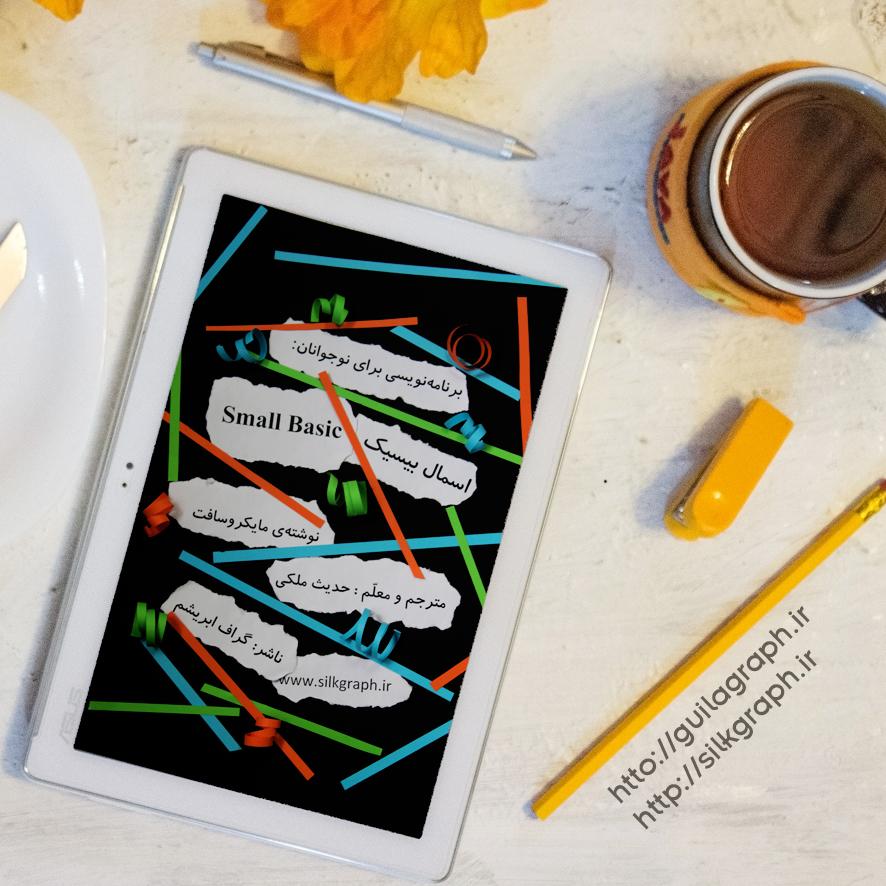 برنامه‌نویسی برای نوجوانان:
Small Basic
اسمال بیسیک
نوشته‌ی مایکروسافت
مترجم و معلّم : حدیث ملکی
ناشر: گراف ابریشم
www.silkgraph.ir
ASUS
htto://guilagraph.ir
http://silkgraph.ir